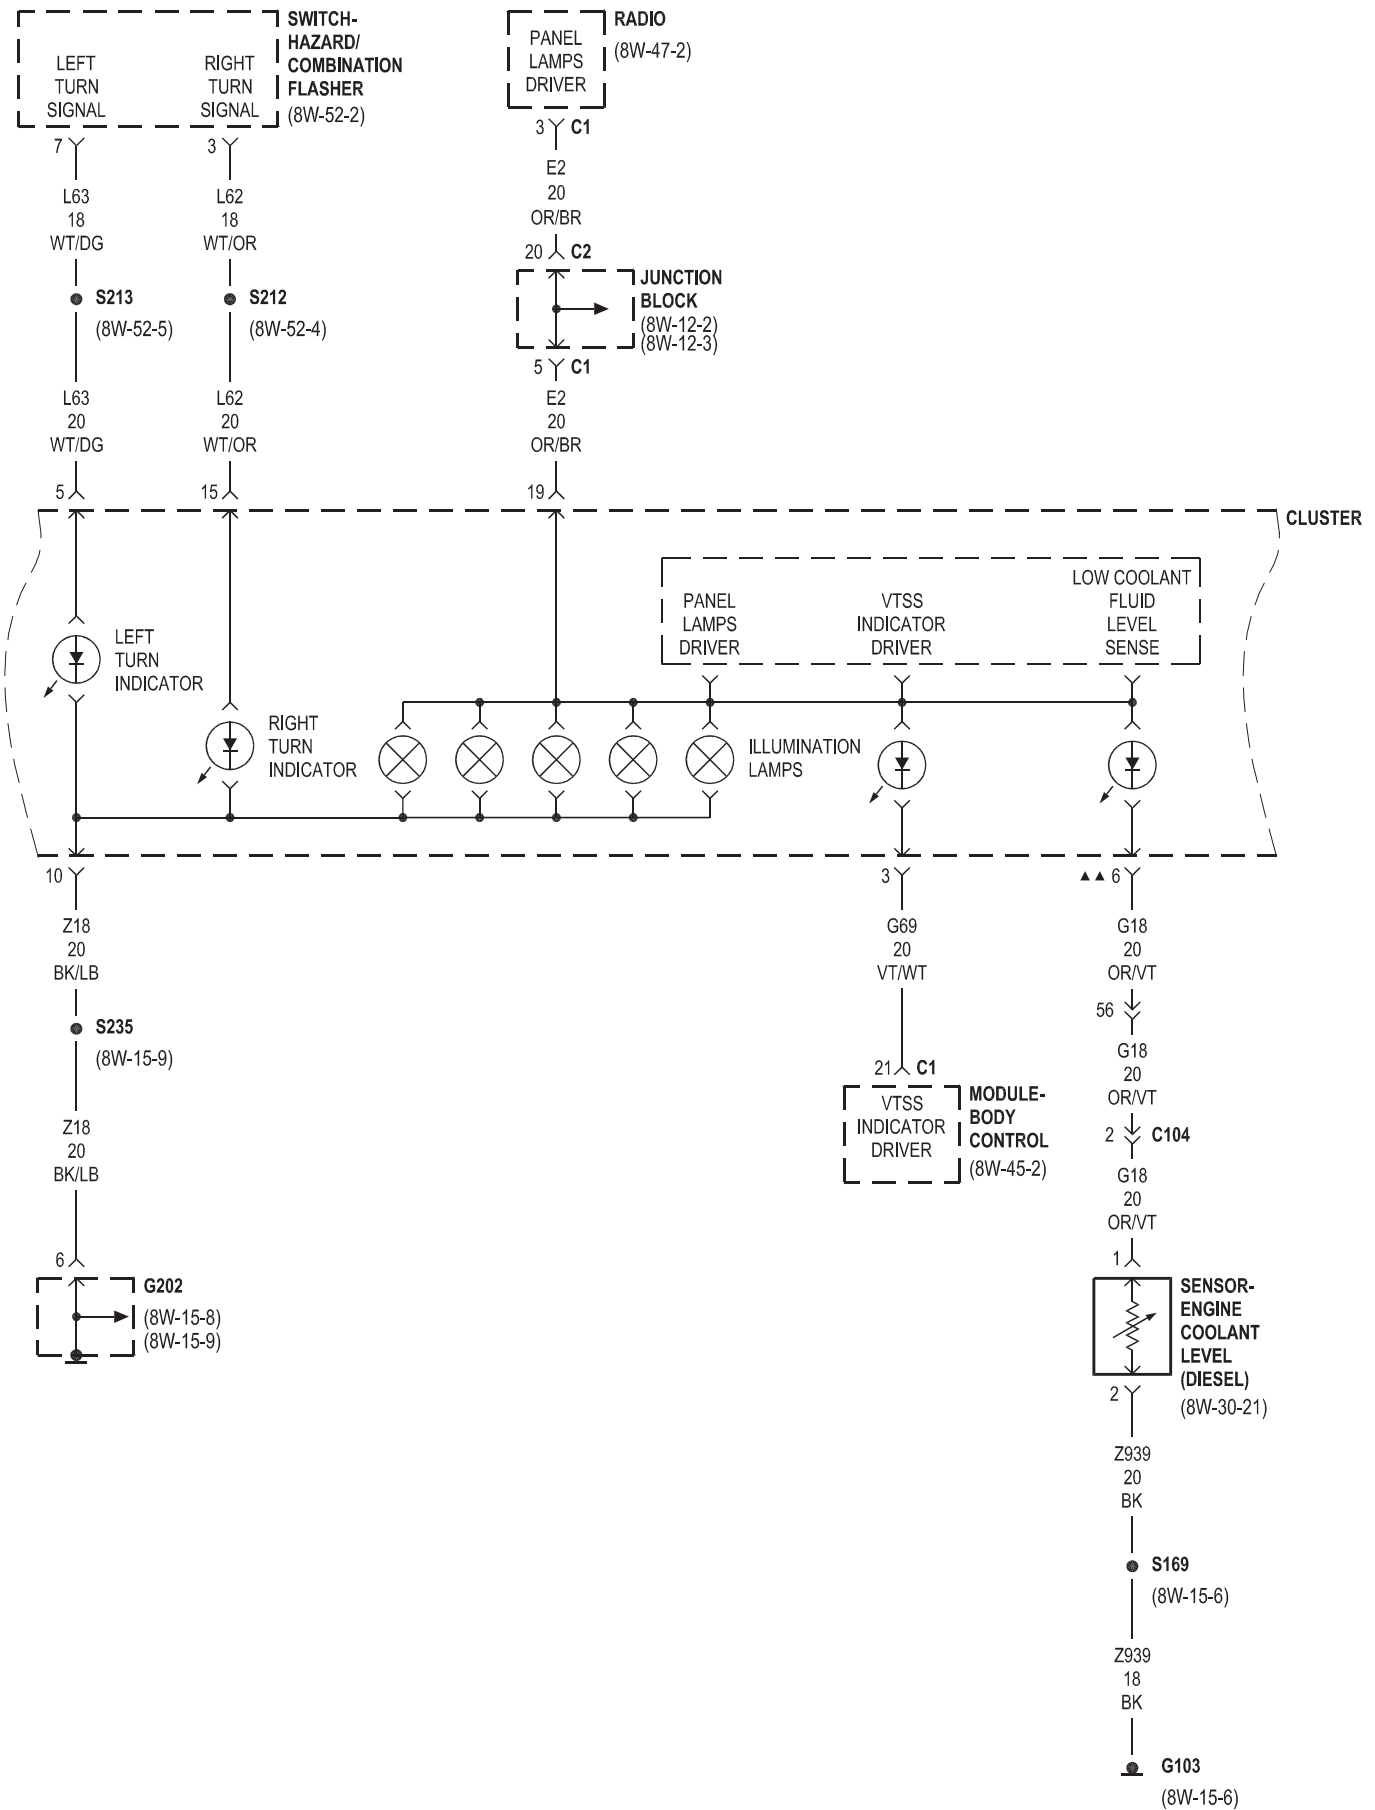 SWITCH-
HAZARD/
COMBINATION
FLASHER
(8W-52-2)
LEFT
TURN
SIGNAL
RIGHT
TURN
SIGNAL
RADIO
(8W-47-2)
PANEL
LAMPS
DRIVER
7
3
3 C1
L63
18
WT/DG
L62
18
WT/OR
E2
20
OR/BR
20 C2
S213
(8W-52-5)
S212
(8W-52-4)
JUNCTION
BLOCK
(8W-12-2)
(8W-12-3)
5 C1
L63
20
WT/DG
L62
20
WT/OR
E2
20
OR/BR
5
15
19
CLUSTER
PANEL
LAMPS
DRIVER
VTSS
INDICATOR
DRIVER
LOW COOLANT
FLUID
LEVEL
SENSE
LEFT
TURN
INDICATOR
RIGHT
TURN
INDICATOR
ILLUMINATION
LAMPS
10
3
▲▲ 6
Z18
20
BK/LB
G69
20
VT/WT
G18
20
OR/VT
56
S235
(8W-15-9)
G18
20
OR/VT
21 C1
VTSS
INDICATOR
DRIVER
MODULE-
BODY
CONTROL
(8W-45-2)
2 C104
Z18
20
BK/LB
G18
20
OR/VT
6
1
G202
(8W-15-8)
(8W-15-9)
SENSOR-
ENGINE
COOLANT
LEVEL
(DIESEL)
(8W-30-21)
2
Z939
20
BK
S169
(8W-15-6)
Z939
18
BK
G103
(8W-15-6)